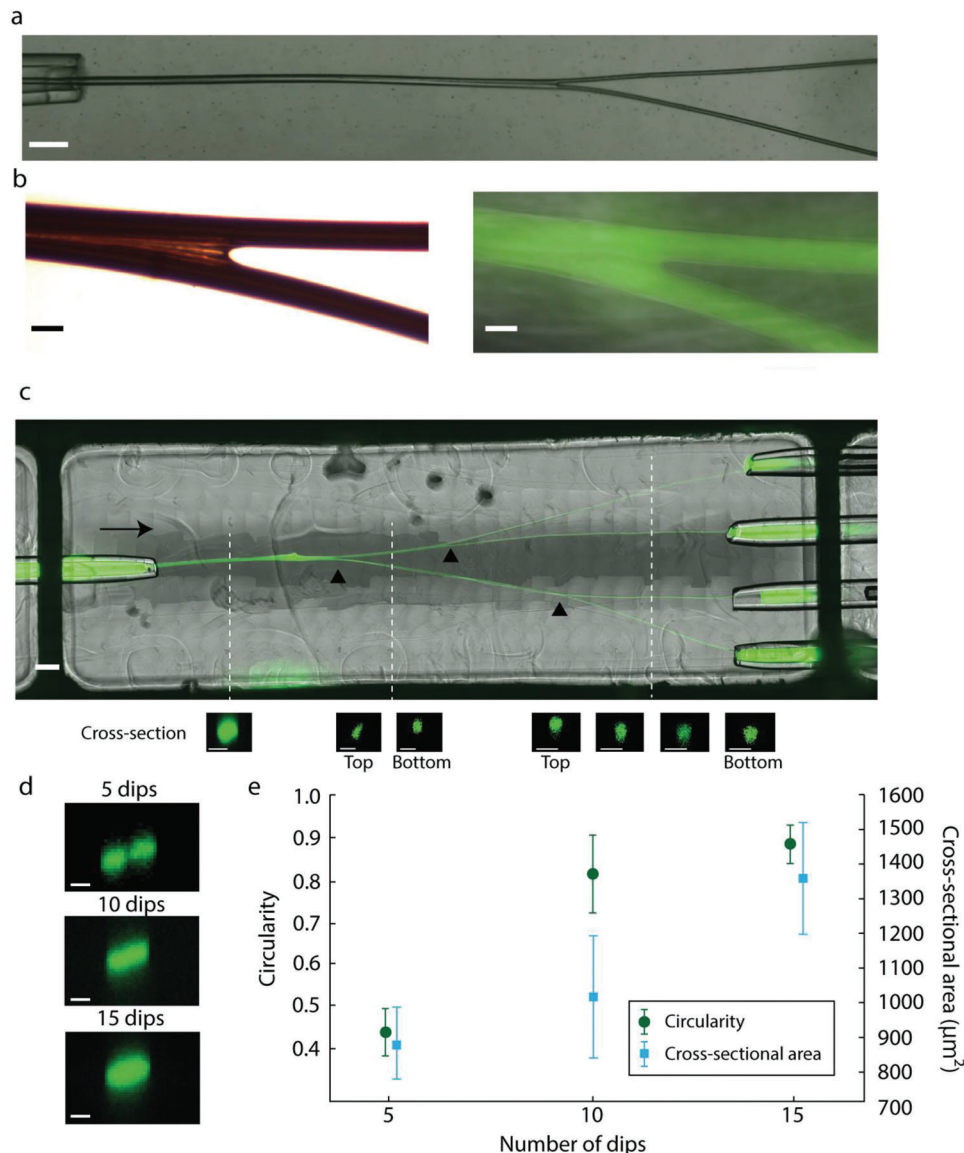 a
b
c
Cross-section
Top Bottom Top Bottom
d
5 dips
10 dips
15 dips
e
1.0
0.9
0.8
0.7
0.6
0.5
0.4
Circularity
1600
1500
1400
1300
1200
1100
1000
900
800
700
Cross-sectional area (µm²)
Circularity
Cross-sectional area
5 10 15
Number of dips